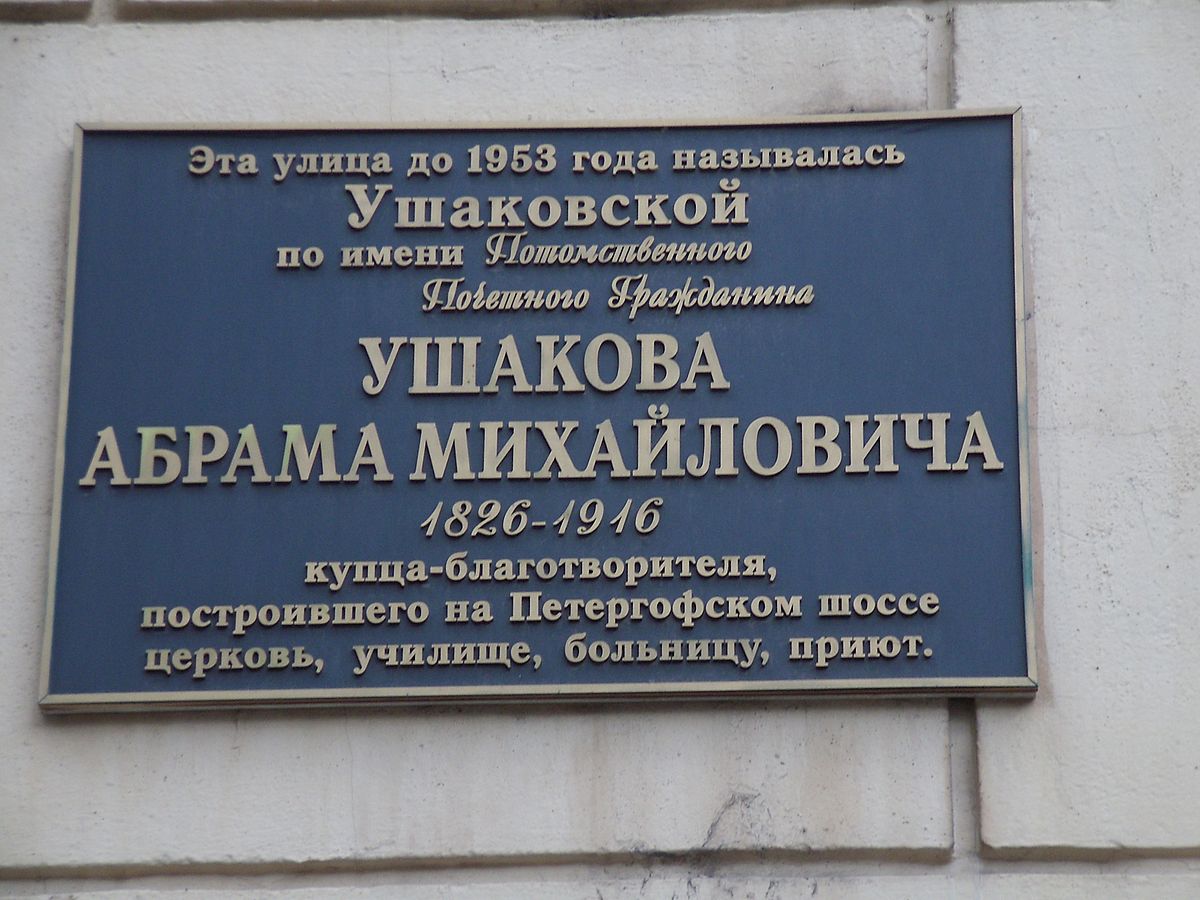 Эта улица до 1953 года называлась
Ушаковской
по имени Потомственного
Почетного Гражданина
УШАКОВА
АБРАМА МИХАЙЛОВИЧА
1826-1916
купца-благотворителя,
построившего на Петергофском шоссе
церковь, училище, больницу, приют.